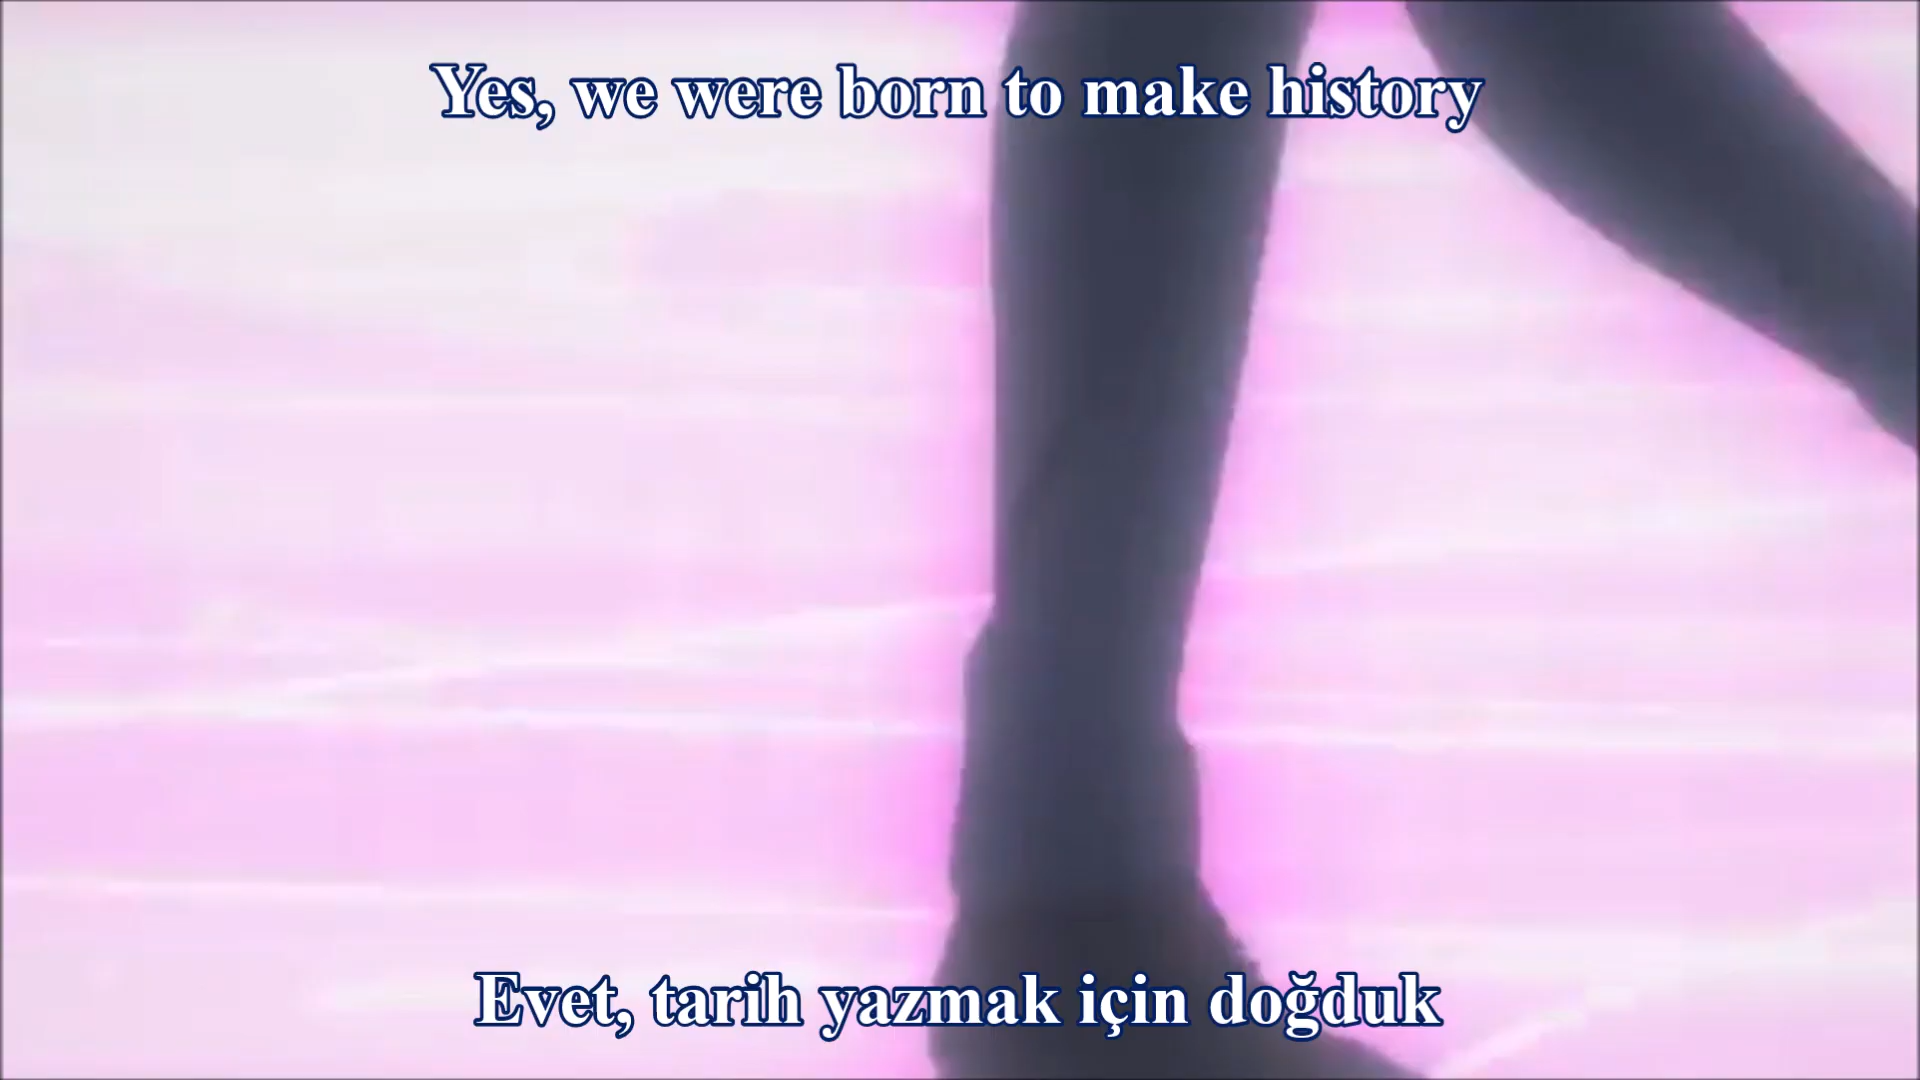 Yes, we were born to make history
Evet, tarih yazmak için doğduk